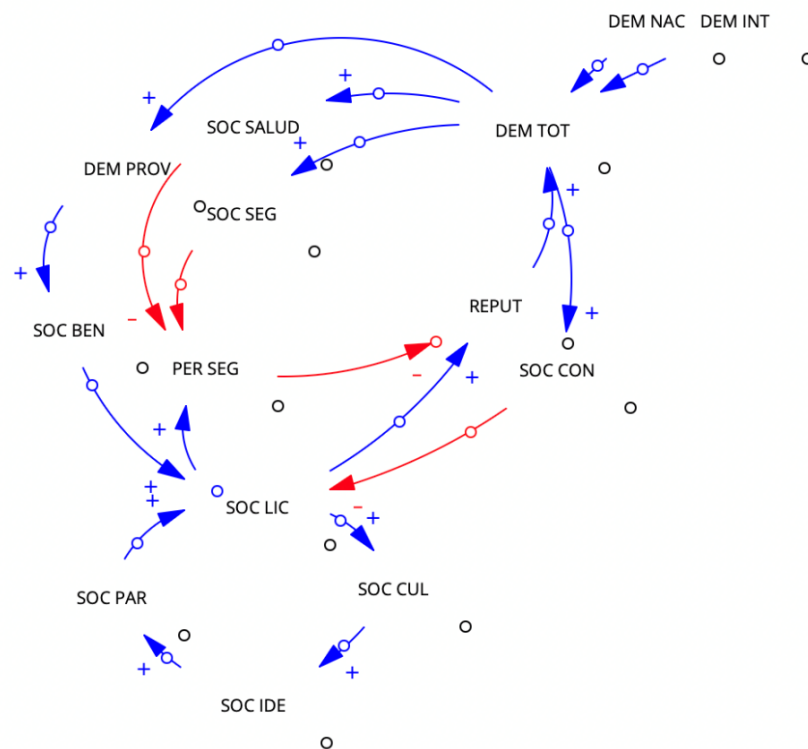 DEM NAC DEM INT
+
+
SOC SALUD
DEM TOT
+
DEM PROV
+
SOC SEG
+
REPUT
+
SOC BEN
−
PER SEG
SOC CON
−
+
+
+
SOC LIC
−
+
+
SOC CUL
SOC PAR
+
+
SOC IDE